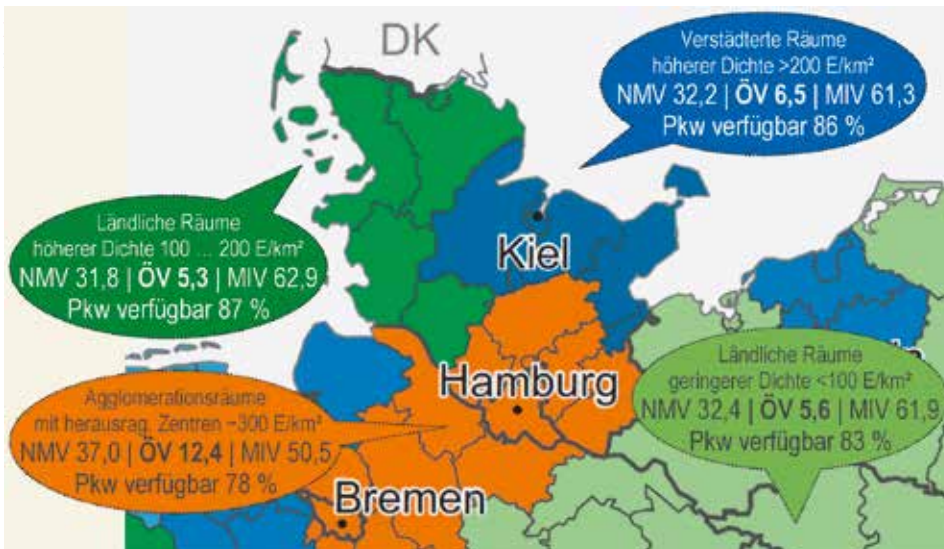 DK
Verstädterte Räume
höherer Dichte >200 E/km²
NMV 32,2 | ÖV 6,5 | MIV 61,3
Pkw verfügbar 86 %
Ländliche Räume
höherer Dichte 100 ... 200 E/km²
NMV 31,8 | ÖV 5,3 | MIV 62,9
Pkw verfügbar 87 %
Kiel
Ländliche Räume
geringerer Dichte <100 E/km²
NMV 32,4 | ÖV 5,6 | MIV 61,9
Pkw verfügbar 83 %
Hamburg
Agglomerationsräume
mit herausrag. Zentren ~300 E/km²
NMV 37,0 | ÖV 12,4 | MIV 50,5
Pkw verfügbar 78 %
Bremen